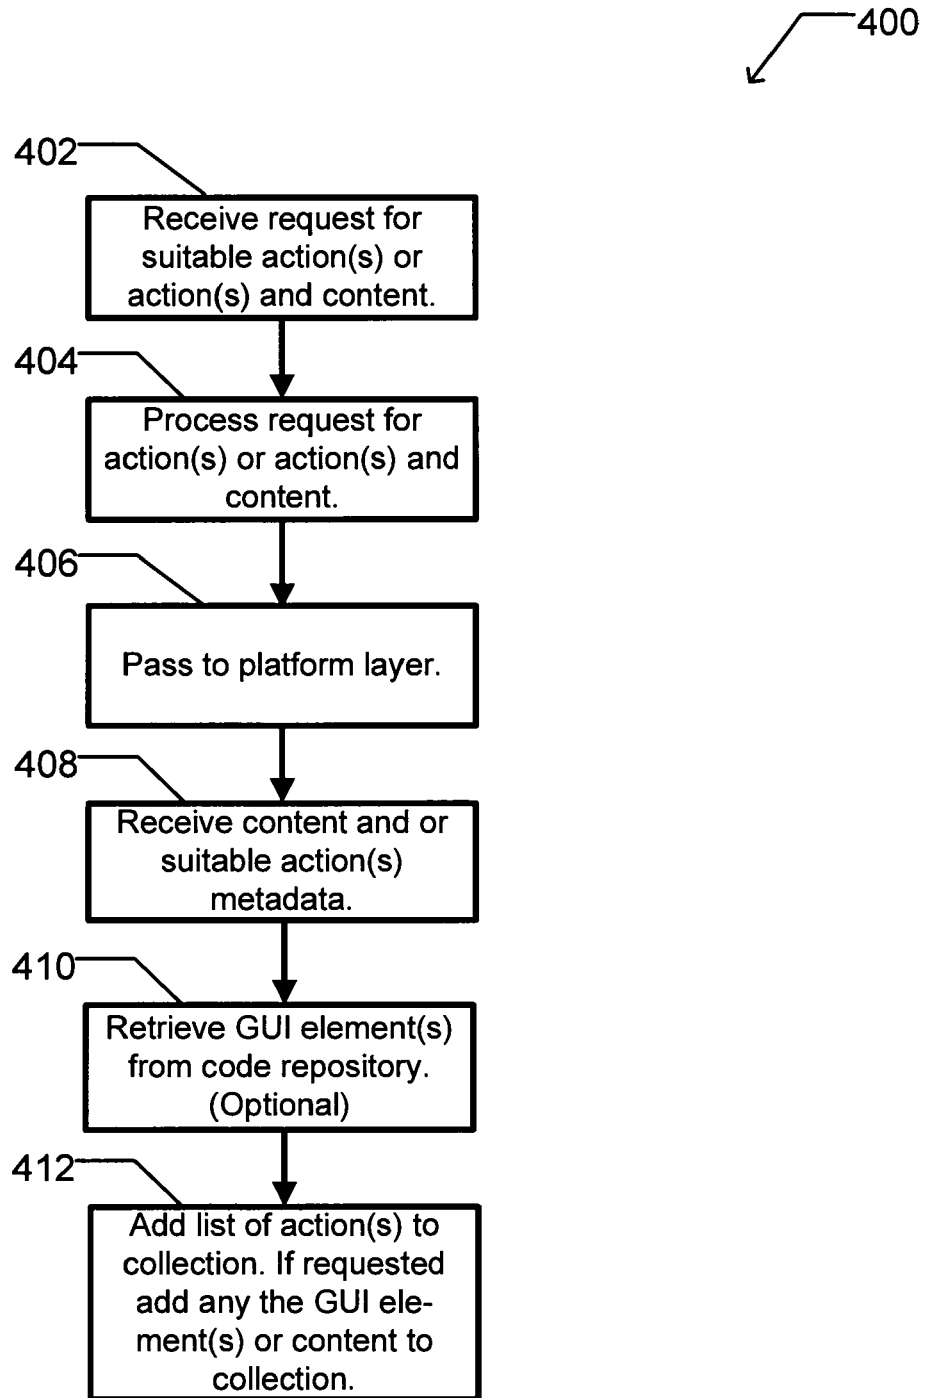 400
402
Receive request for
suitable action(s) or
action(s) and content.
404
Process request for
action(s) or action(s) and
content.
406
Pass to platform layer.
408
Receive content and or
suitable action(s)
metadata.
410
Retrieve GUI element(s)
from code repository.
(Optional)
412
Add list of action(s) to
collection. If requested
add any the GUI ele-
ment(s) or content to
collection.